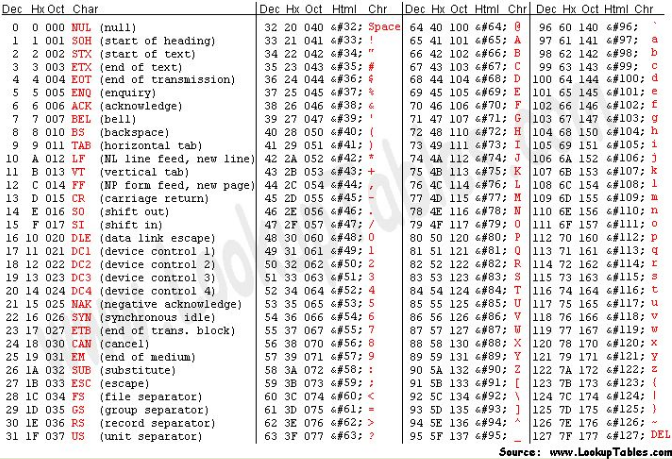 Dec Hx Oct Char Dec Hx Oct Html Chr Dec Hx Oct Html Chr Dec Hx Oct Html Chr
0 0 000 NUL (null) 32 20 040 &#32; Space 64 40 100 &#64; @ 96 60 140 &#96; `
1 1 001 SOH (start of heading) 33 21 041 &#33; ! 65 41 101 &#65; A 97 61 141 &#97; a
2 2 002 STX (start of text) 34 22 042 &#34; " 66 42 102 &#66; B 98 62 142 &#98; b
3 3 003 ETX (end of text) 35 23 043 &#35; # 67 43 103 &#67; C 99 63 143 &#99; c
4 4 004 EOT (end of transmission) 36 24 044 &#36; $ 68 44 104 &#68; D 100 64 144 &#100; d
5 5 005 ENQ (enquiry) 37 25 045 &#37; % 69 45 105 &#69; E 101 65 145 &#101; e
6 6 006 ACK (acknowledge) 38 26 046 &#38; & 70 46 106 &#70; F 102 66 146 &#102; f
7 7 007 BEL (bell) 39 27 047 &#39; ' 71 47 107 &#71; G 103 67 147 &#103; g
8 8 010 BS (backspace) 40 28 050 &#40; ( 72 48 110 &#72; H 104 68 150 &#104; h
9 9 011 TAB (horizontal tab) 41 29 051 &#41; ) 73 49 111 &#73; I 105 69 151 &#105; i
10 A 012 LF (NL line feed, new line) 42 2A 052 &#42; * 74 4A 112 &#74; J 106 6A 152 &#106; j
11 B 013 VT (vertical tab) 43 2B 053 &#43; + 75 4B 113 &#75; K 107 6B 153 &#107; k
12 C 014 FF (NP form feed, new page) 44 2C 054 &#44; , 76 4C 114 &#76; L 108 6C 154 &#108; l
13 D 015 CR (carriage return) 45 2D 055 &#45; - 77 4D 115 &#77; M 109 6D 155 &#109; m
14 E 016 SO (shift out) 46 2E 056 &#46; . 78 4E 116 &#78; N 110 6E 156 &#110; n
15 F 017 SI (shift in) 47 2F 057 &#47; / 79 4F 117 &#79; O 111 6F 157 &#111; o
16 10 020 DLE (data link escape) 48 30 060 &#48; 0 80 50 120 &#80; P 112 70 160 &#112; p
17 11 021 DC1 (device control 1) 49 31 061 &#49; 1 81 51 121 &#81; Q 113 71 161 &#113; q
18 12 022 DC2 (device control 2) 50 32 062 &#50; 2 82 52 122 &#82; R 114 72 162 &#114; r
19 13 023 DC3 (device control 3) 51 33 063 &#51; 3 83 53 123 &#83; S 115 73 163 &#115; s
20 14 024 DC4 (device control 4) 52 34 064 &#52; 4 84 54 124 &#84; T 116 74 164 &#116; t
21 15 025 NAK (negative acknowledge) 53 35 065 &#53; 5 85 55 125 &#85; U 117 75 165 &#117; u
22 16 026 SYN (synchronous idle) 54 36 066 &#54; 6 86 56 126 &#86; V 118 76 166 &#118; v
23 17 027 ETB (end of trans. block) 55 37 067 &#55; 7 87 57 127 &#87; W 119 77 167 &#119; w
24 18 030 CAN (cancel) 56 38 070 &#56; 8 88 58 130 &#88; X 120 78 170 &#120; x
25 19 031 EM (end of medium) 57 39 071 &#57; 9 89 59 131 &#89; Y 121 79 171 &#121; y
26 1A 032 SUB (substitute) 58 3A 072 &#58; : 90 5A 132 &#90; Z 122 7A 172 &#122; z
27 1B 033 ESC (escape) 59 3B 073 &#59; ; 91 5B 133 &#91; [ 123 7B 173 &#123; {
28 1C 034 FS (file separator) 60 3C 074 &#60; < 92 5C 134 &#92; \ 124 7C 174 &#124; |
29 1D 035 GS (group separator) 61 3D 075 &#61; = 93 5D 135 &#93; ] 125 7D 175 &#125; }
30 1E 036 RS (record separator) 62 3E 076 &#62; > 94 5E 136 &#94; ^ 126 7E 176 &#126; ~
31 1F 037 US (unit separator) 63 3F 077 &#63; ? 95 5F 137 &#95; _ 127 7F 177 &#127; DEL
www.LookupTables.com
Source: www.LookupTables.com